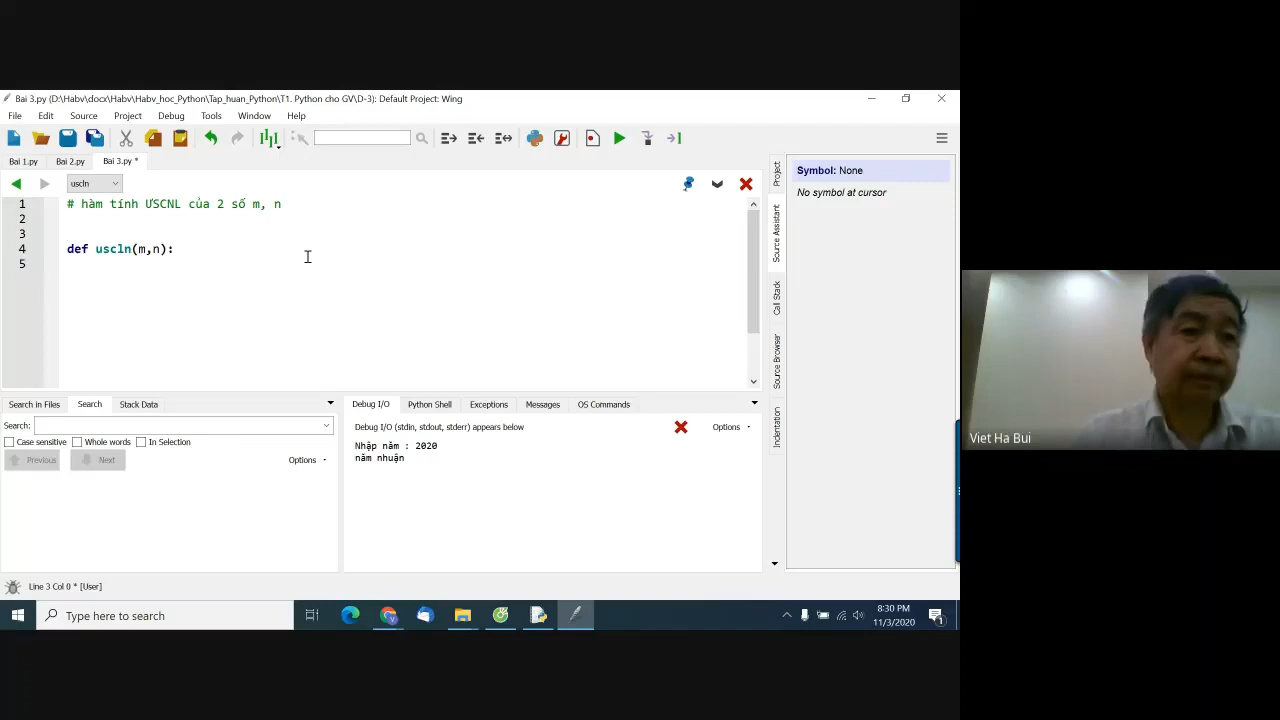 Bai 3.py (D:\Habv\docx\Habv\Habv_hoc_Python\Tap_huan_Python\T1. Python cho GV\D-3): Default Project: Wing
File Edit Source Project Debug Tools Window Help
Bai 1.py Bai 2.py Bai 3.py *
uscln
1 # hàm tính ƯSCNL của 2 số m, n
2
3
4 def uscln(m,n):
5
Project
Source Assistant
Call Stack
Source Browser
Indentation
Symbol: None
No symbol at cursor
Search in Files Search Stack Data
Search:
Case sensitive Whole words In Selection
Previous Next Options
Debug I/O Python Shell Exceptions Messages OS Commands
Debug I/O (stdin, stdout, stderr) appears below Options
Nhập năm : 2020
năm nhuận
Line 3 Col 0 * [User]
Type here to search
8:30 PM
11/3/2020
1
Viet Ha Bui